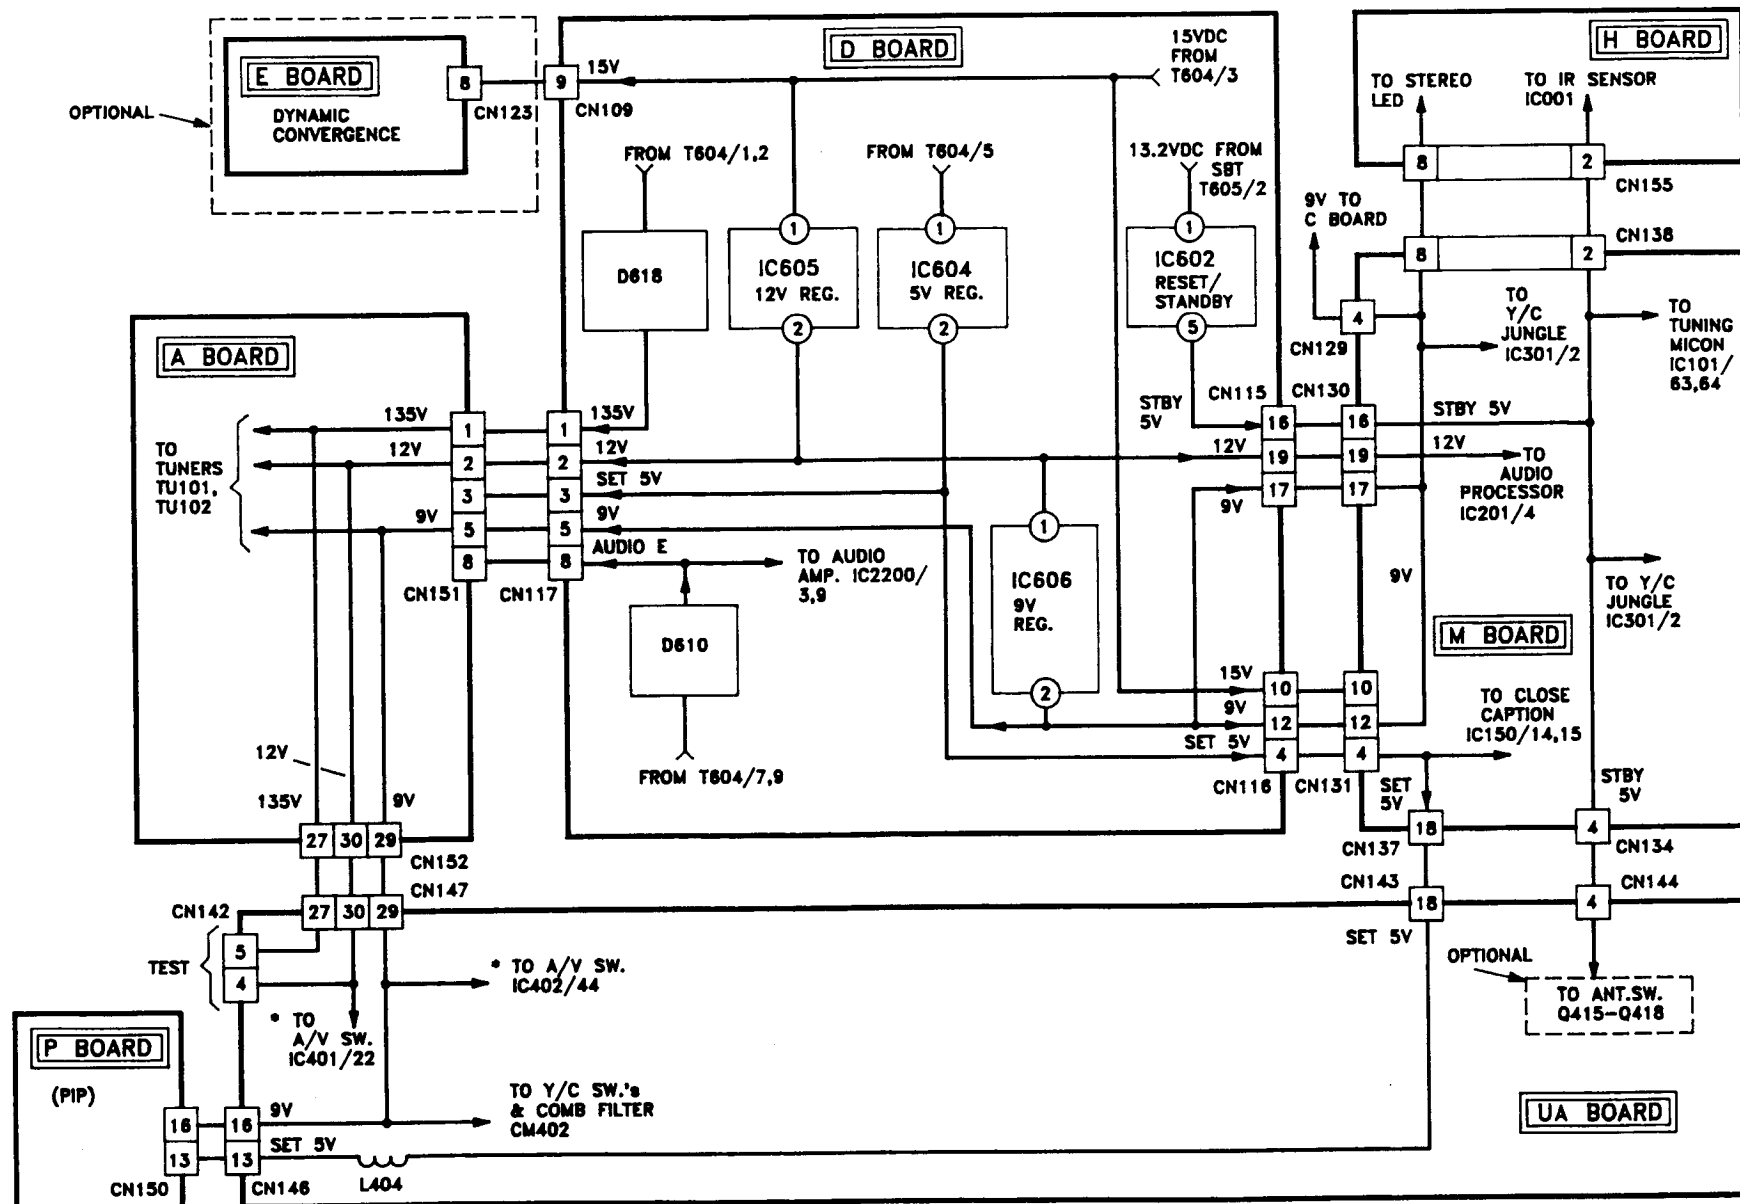 D BOARD
H BOARD
E BOARD
DYNAMIC
CONVERGENCE
OPTIONAL
8
CN123
9
15V
CN109
15VDC
FROM
T604/3
TO STEREO
LED
TO IR SENSOR
IC001
8
2
CN155
FROM T604/1,2
FROM T604/5
13.2VDC FROM
SBT
T605/2
9V TO
C BOARD
8
2
CN138
D618
1
IC605
12V REG.
2
1
IC604
5V REG.
2
1
IC602
RESET/
STANDBY
5
4
CN129
TO
Y/C
JUNGLE
IC301/2
TO
TUNING
MICON
IC101/
63,64
A BOARD
135V
12V
9V
TO
TUNERS
TU101,
TU102
1
2
3
5
8
CN151
1
2
3
5
8
CN117
135V
12V
SET 5V
9V
AUDIO E
TO AUDIO
AMP. IC2200/
3,9
D610
FROM T604/7,9
1
IC606
9V
REG.
2
STBY
5V
12V
9V
CN115
16
19
17
CN130
16
19
17
STBY 5V
12V
TO
AUDIO
PROCESSOR
IC201/4
9V
TO Y/C
JUNGLE
IC301/2
M BOARD
15V
9V
SET 5V
10
12
4
CN116
10
12
4
CN131
TO CLOSE
CAPTION
IC150/14,15
SET
5V
STBY
5V
12V
135V
9V
27
30
29
CN152
18
CN137
4
CN134
CN147
27
30
29
CN143
18
SET 5V
CN144
4
CN142
TEST
5
4
* TO A/V SW.
IC402/44
* TO
A/V SW.
IC401/22
OPTIONAL
TO ANT.SW.
Q415-Q418
P BOARD
(PIP)
16
13
CN150
16
13
CN146
9V
SET 5V
L404
TO Y/C SW.'s
& COMB FILTER
CM402
UA BOARD